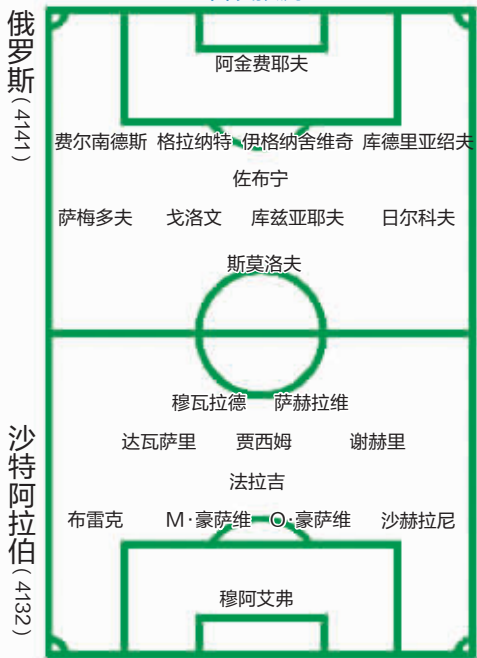 俄罗斯(4141)
阿金费耶夫
费尔南德斯 格拉纳特 伊格纳舍维奇 库德里亚绍夫
佐布宁
萨梅多夫 戈洛文 库兹亚耶夫 日尔科夫
斯莫洛夫
沙特阿拉伯(4132)
穆瓦拉德 萨赫拉维
达瓦萨里 贾西姆 谢赫里
法拉吉
布雷克 M·豪萨维 O·豪萨维 沙赫拉尼
穆阿艾弗